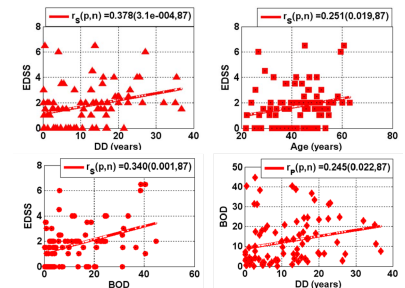 r_S(p,n) =0.378(3.1e-004,87)
EDSS
8
6
4
2
0
0 10 20 30 40
DD (years)
r_S(p,n) =0.251(0.019,87)
EDSS
8
6
4
2
0
20 40 60 80
Age (years)
r_S(p,n) =0.340(0.001,87)
EDSS
8
6
4
2
0
0 20 40 60
BOD
r_P(p,n) =0.245(0.022,87)
BOD
50
40
30
20
10
0
0 10 20 30 40
DD (years)